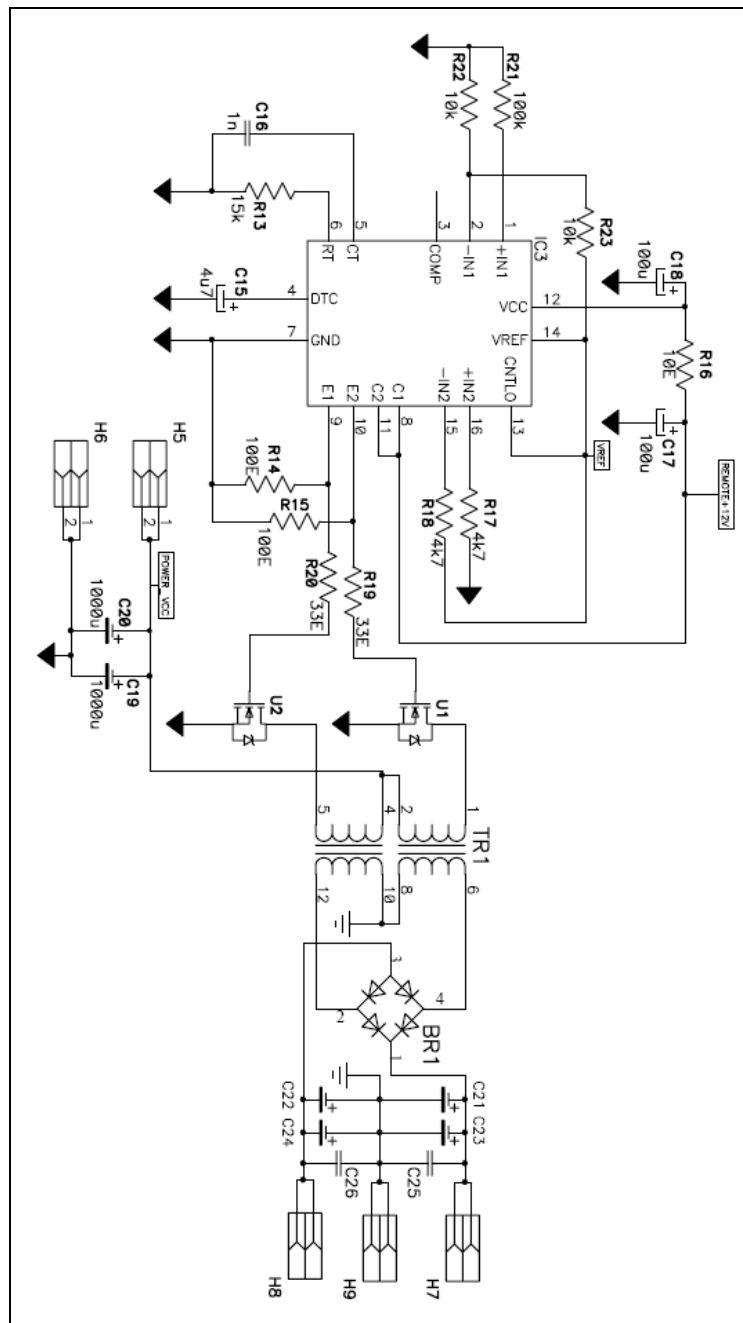 R22
10k
R21
100k
C16
1n
R13
15k
6
5
3
2
1
IC3
RT
CT
COMP
-IN1
+IN1
R23
10k
C18
100u
+
C15
4u7
+
4
DTC
VCC
12
7
GND
VREF
14
R16
10E
E1
E2
C2
C1
-IN2
+IN2
CNTLO
9
10
11
8
15
16
13
VREF
C17
100u
+
REMOTE+12V
H6
H5
2
1
2
1
R14
100E
R15
100E
R18
4k7
R17
4k7
POWER_VCC
R20
33E
R19
33E
C20
1000u
+
C19
1000u
+
U2
U1
5
4
2
1
TR1
12
10
8
6
3
2
4
BR1
1
C22
C24
+
+
C21
C23
+
+
C26
C25
H8
H9
H7